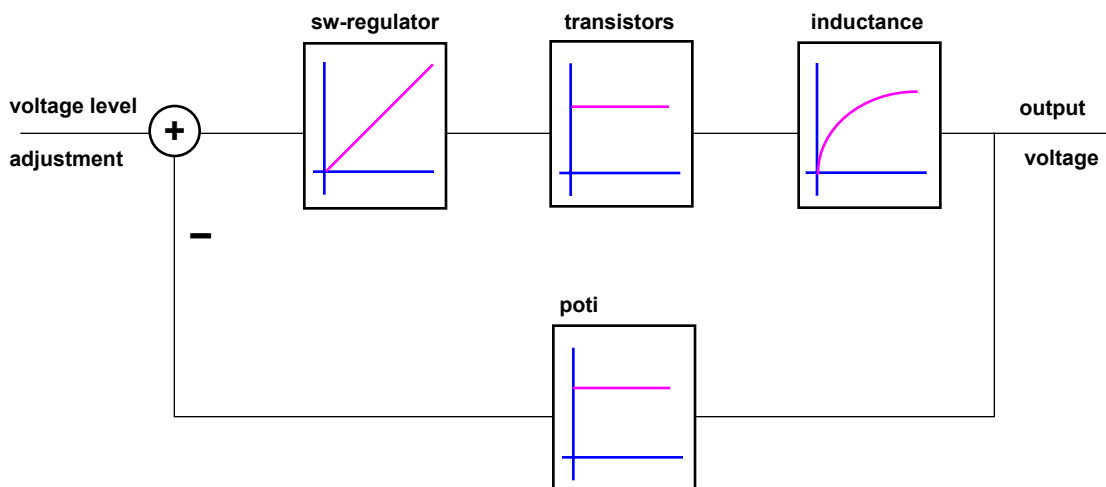 sw-regulator
transistors
inductance
voltage level
adjustment
+
output
voltage
–
poti